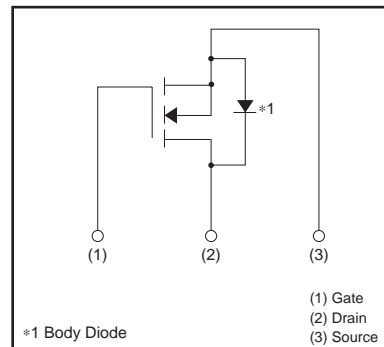 ∗1
(1) (2) (3)
∗1 Body Diode
(1) Gate
(2) Drain
(3) Source